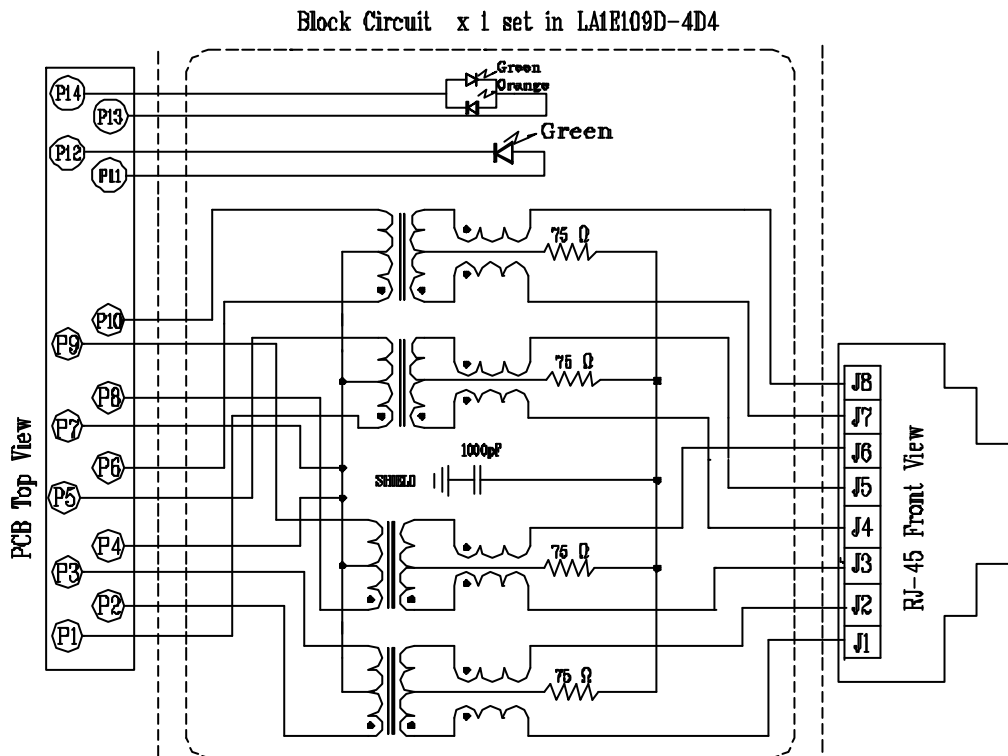 Block Circuit x 1 set in LA1E109D-4D4
Green
Orange
P14
P13
Green
P12
P11
75 Ω
P10
P9
75 Ω
J8
P8
J7
P7
J6
1000pF
P6
SHIELD
J5
P5
J4
P4
75 Ω
J3
P3
J2
P2
P1
J1
75 Ω
PCB Top View
RJ-45 Front View